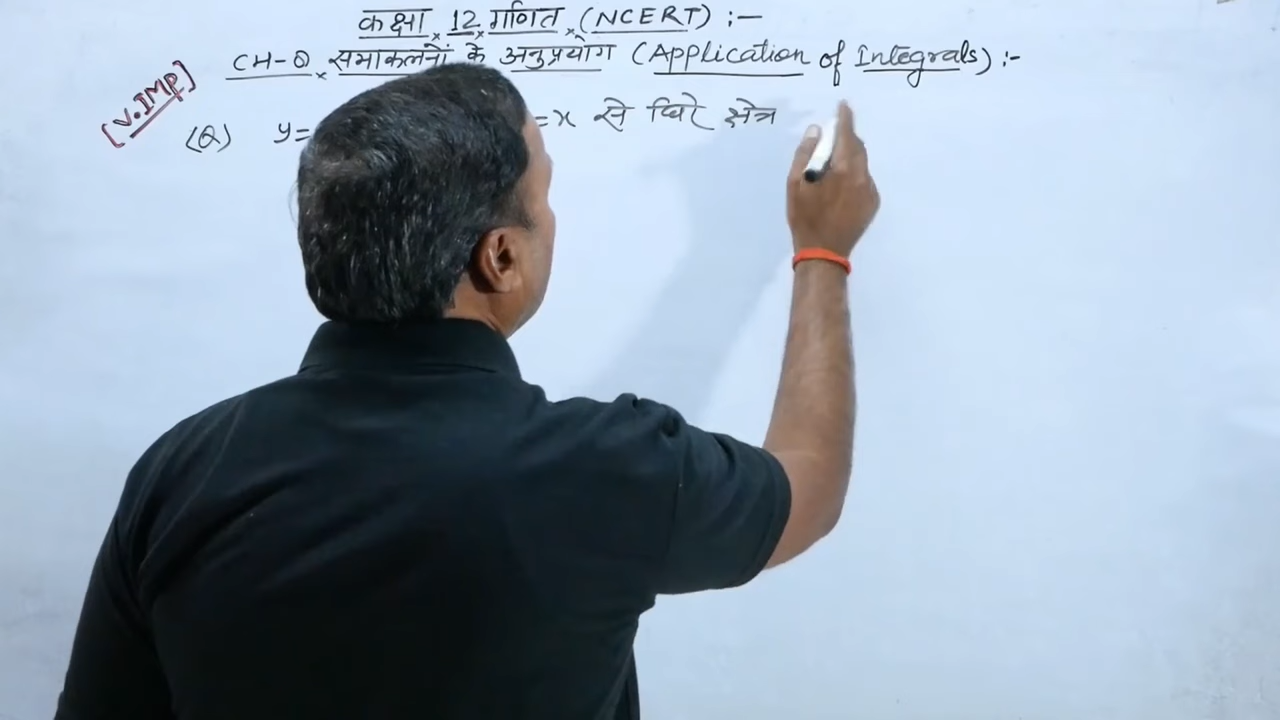 कक्षा 12 गणित (NCERT) :-
CH-8 समाकलनों के अनुप्रयोग (Application of Integrals) :-
[V.IMP]
(Q) y= =x से घिरे क्षेत्र